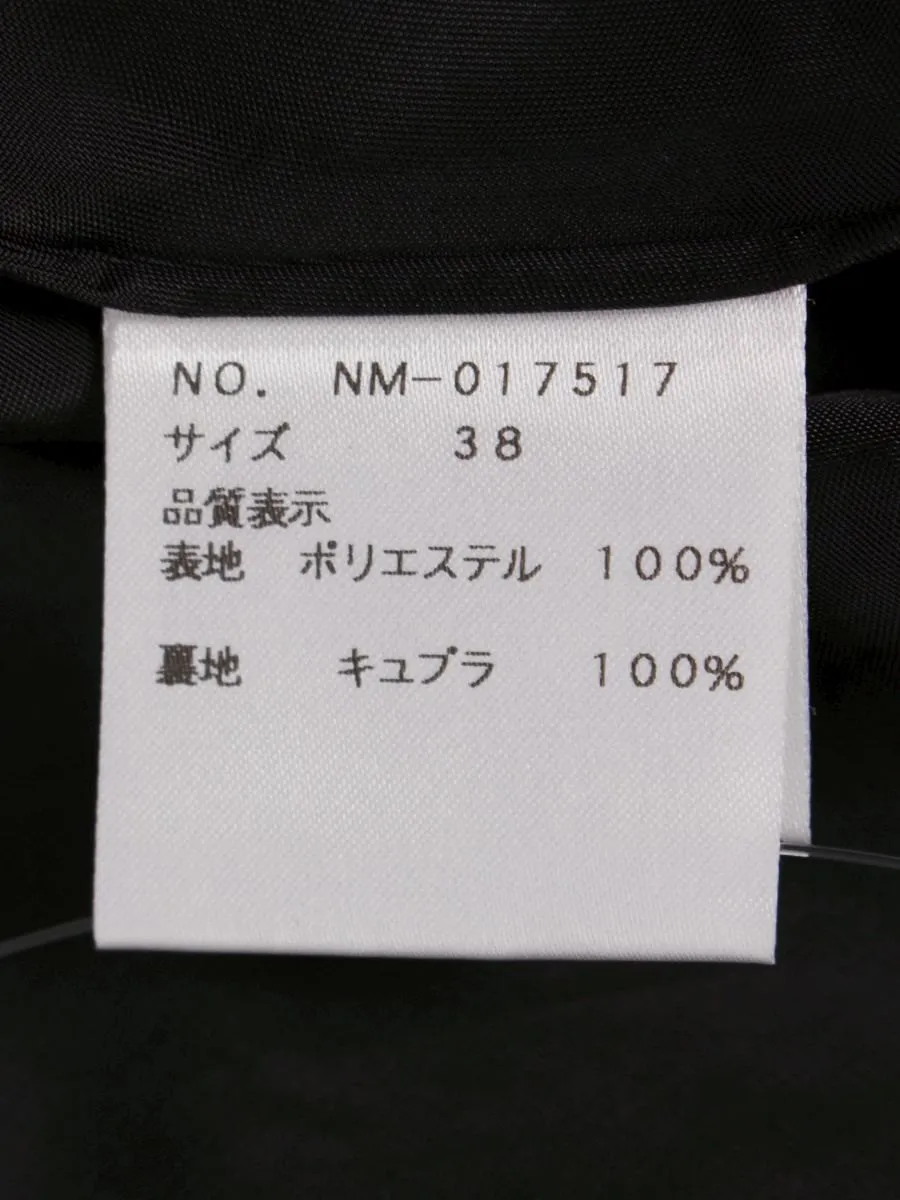 NO. NM-017517
サイズ 38
品質表示
表地 ポリエステル 100%
裏地 キュプラ 100%